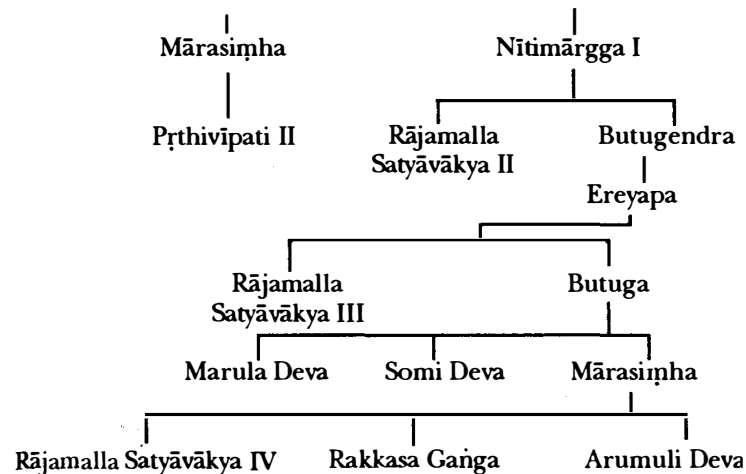 Mārasiṃha Nītimārgga I
Pṛthivīpati II Rājamalla Butugendra
Satyāvākya II
Ereyapa
Rājamalla Butuga
Satyāvākya III
Marula Deva Somi Deva Mārasiṃha
Rājamalla Satyāvākya IV Rakkasa Gaṅga Arumuli Deva